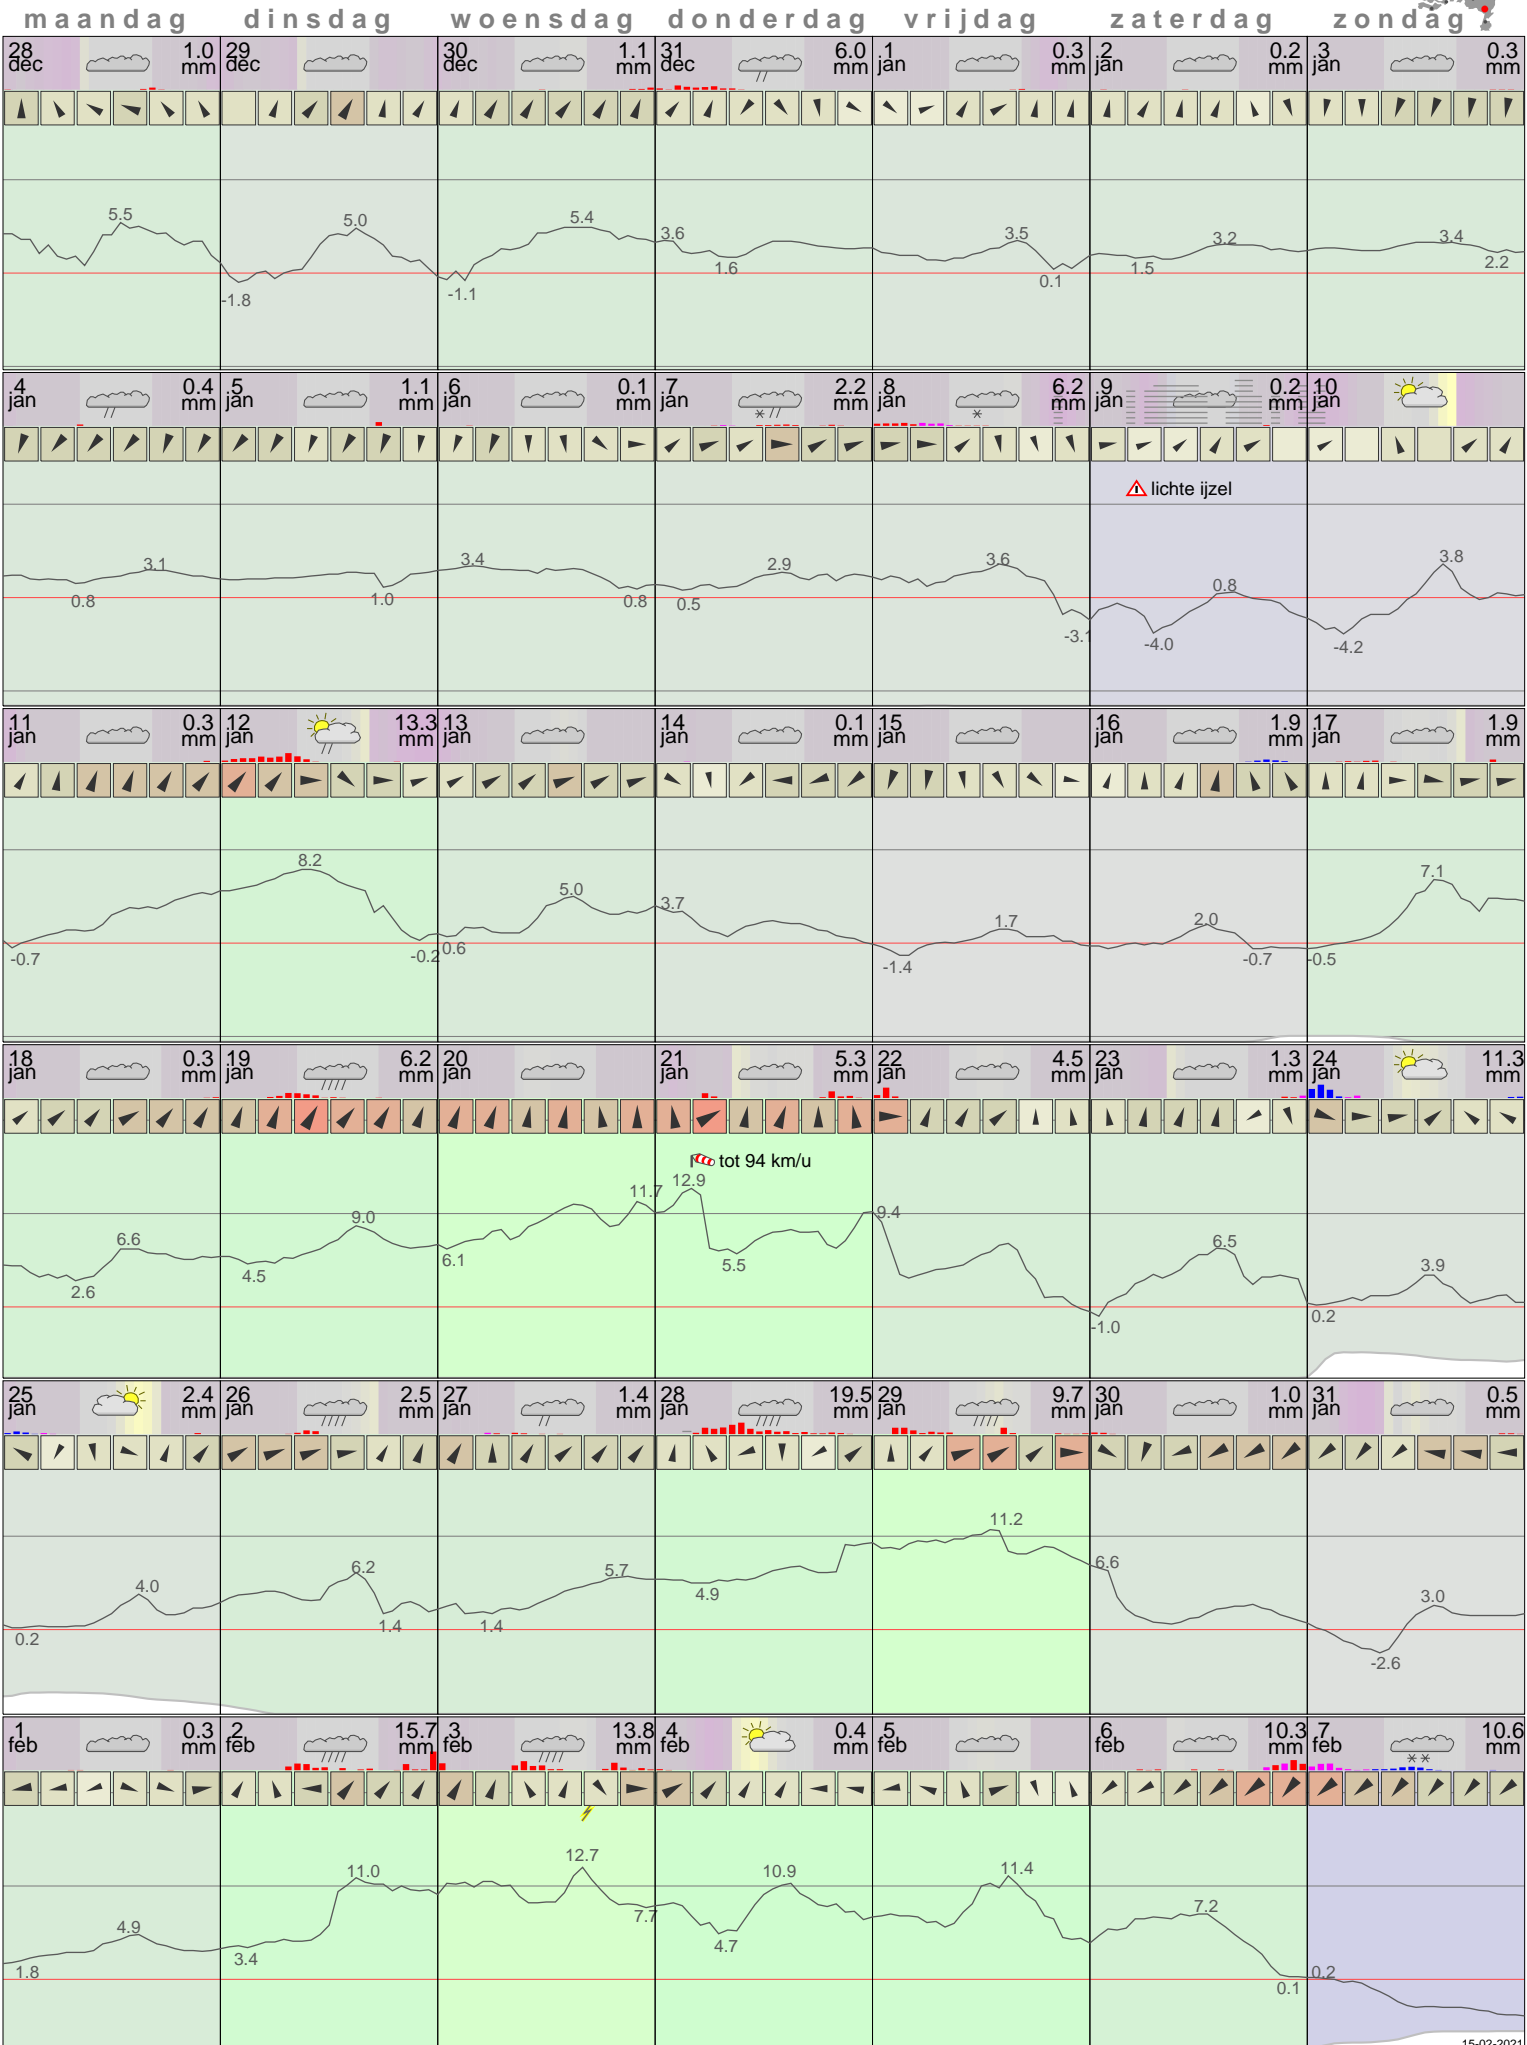 maandag dinsdag woensdag donderdag vrijdag zaterdag zondag
28 dec 1.0 mm 29 dec 30 dec 1.1 mm 31 dec 6.0 mm 1 jan 0.3 mm 2 jan 0.2 mm 3 jan 0.3 mm
5.5 5.0 5.4 3.6 3.5 3.2 3.4
-1.8 -1.1 1.6 0.1 1.5 2.2
4 jan 0.4 mm 5 jan 1.1 mm 6 jan 0.1 mm 7 jan 2.2 mm 8 jan 6.2 mm 9 jan 0.2 mm 10 jan
lichte ijzel
3.1 3.4 2.9 3.6 0.8 3.8
0.8 1.0 0.8 0.5 -3.1 -4.0 -4.2
11 jan 0.3 mm 12 jan 13.3 mm 13 jan 14 jan 0.1 mm 15 jan 16 jan 1.9 mm 17 jan 1.9 mm
8.2 5.0 3.7 1.7 2.0 7.1
-0.7 -0.2 0.6 -1.4 -0.7 -0.5
18 jan 0.3 mm 19 jan 6.2 mm 20 jan 21 jan 5.3 mm 22 jan 4.5 mm 23 jan 1.3 mm 24 jan 11.3 mm
tot 94 km/u
6.6 9.0 11.7 12.9 9.4 6.5 3.9
2.6 4.5 6.1 5.5 -1.0 0.2
25 jan 2.4 mm 26 jan 2.5 mm 27 jan 1.4 mm 28 jan 19.5 mm 29 jan 9.7 mm 30 jan 1.0 mm 31 jan 0.5 mm
4.0 6.2 5.7 11.2 6.6 3.0
0.2 1.4 1.4 4.9 -2.6
1 feb 0.3 mm 2 feb 15.7 mm 3 feb 13.8 mm 4 feb 0.4 mm 5 feb 6 feb 10.3 mm 7 feb 10.6 mm
4.9 11.0 12.7 10.9 11.4 7.2 0.2
1.8 3.4 7.7 4.7 0.1
15-02-2021